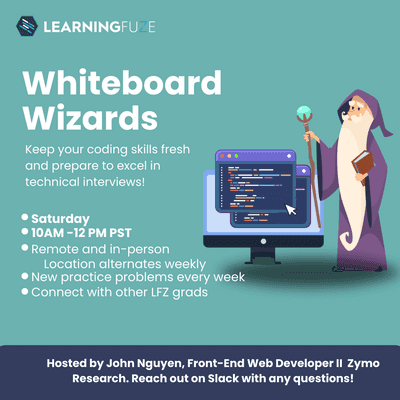 LEARNINGFUZE
Whiteboard
Wizards
Keep your coding skills fresh
and prepare to excel in
technical interviews!
Saturday
10AM -12 PM PST
Remote and in-person
Location alternates weekly
New practice problems every week
Connect with other LFZ grads
Hosted by John Nguyen, Front-End Web Developer II Zymo
Research. Reach out on Slack with any questions!